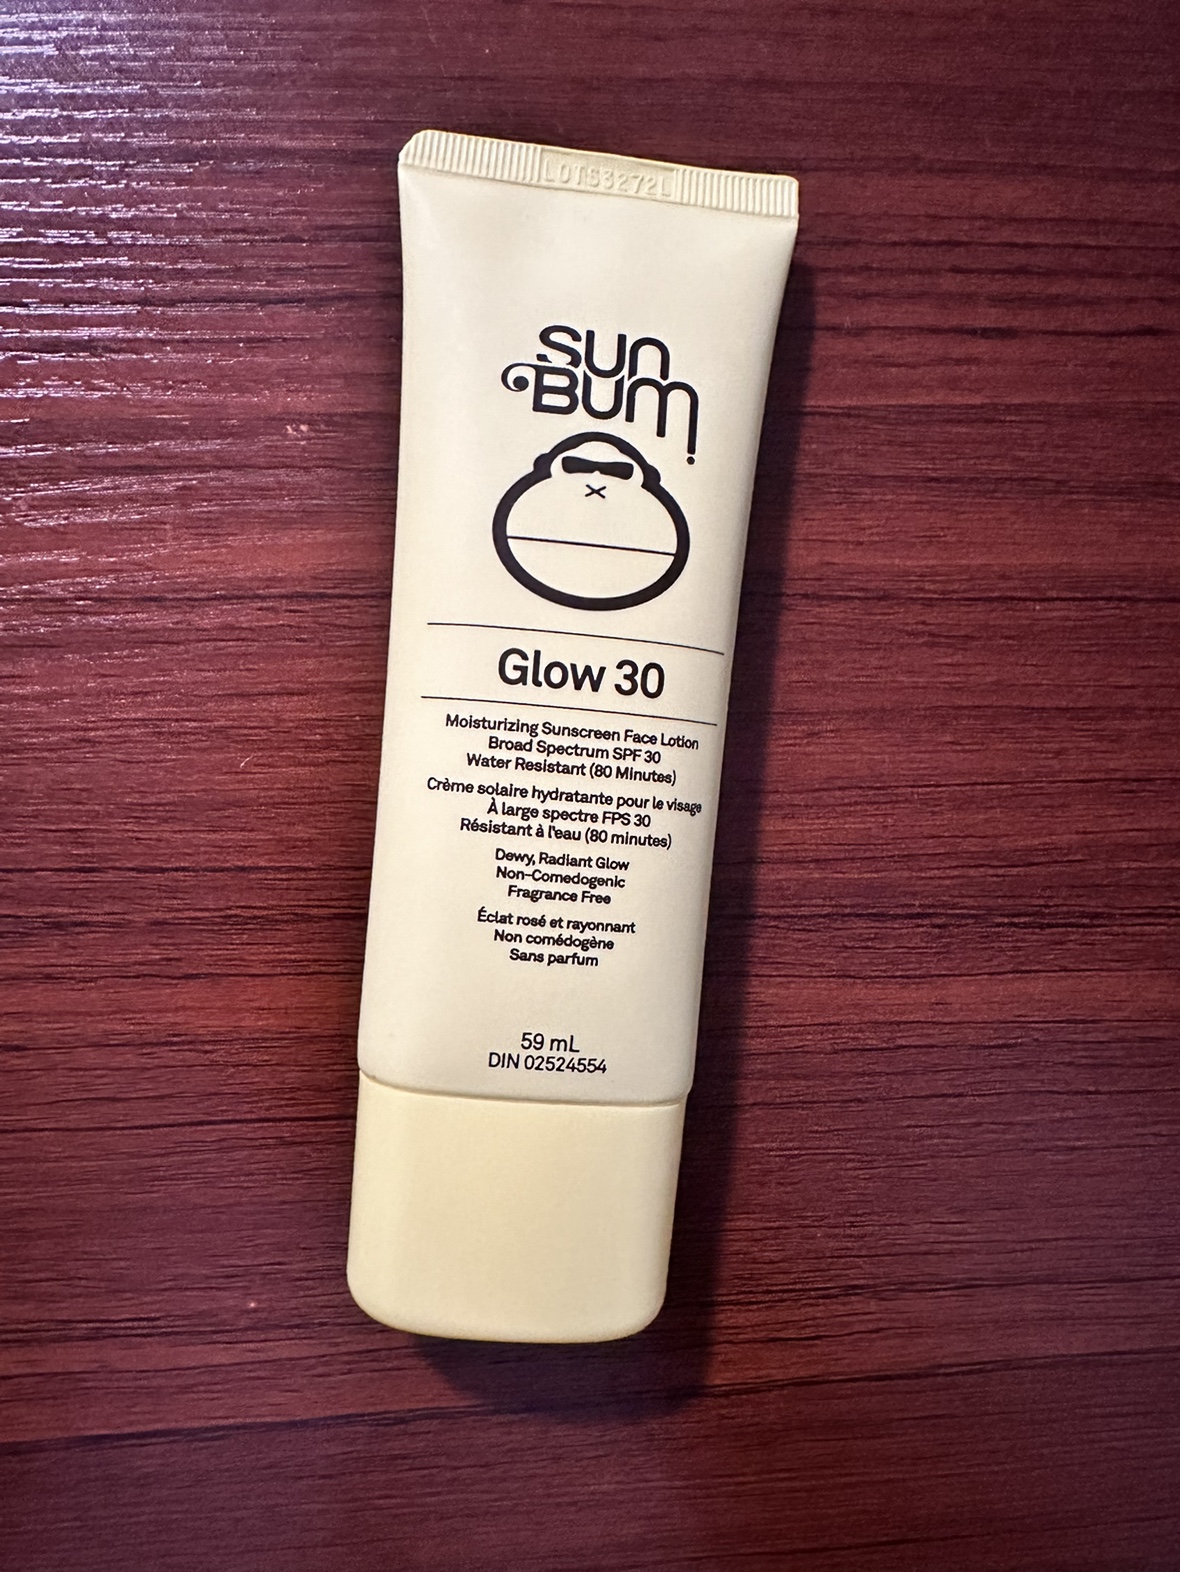 LOTS3272L
sun
BUM
Glow 30
Moisturizing Sunscreen Face Lotion
Broad Spectrum SPF 30
Water Resistant (80 Minutes)
Crème solaire hydratante pour le visage
À large spectre FPS 30
Résistant à l'eau (80 minutes)
Dewy, Radiant Glow
Non-Comedogenic
Fragrance Free
Éclat rosé et rayonnant
Non comédogène
Sans parfum
59 mL
DIN 02524554